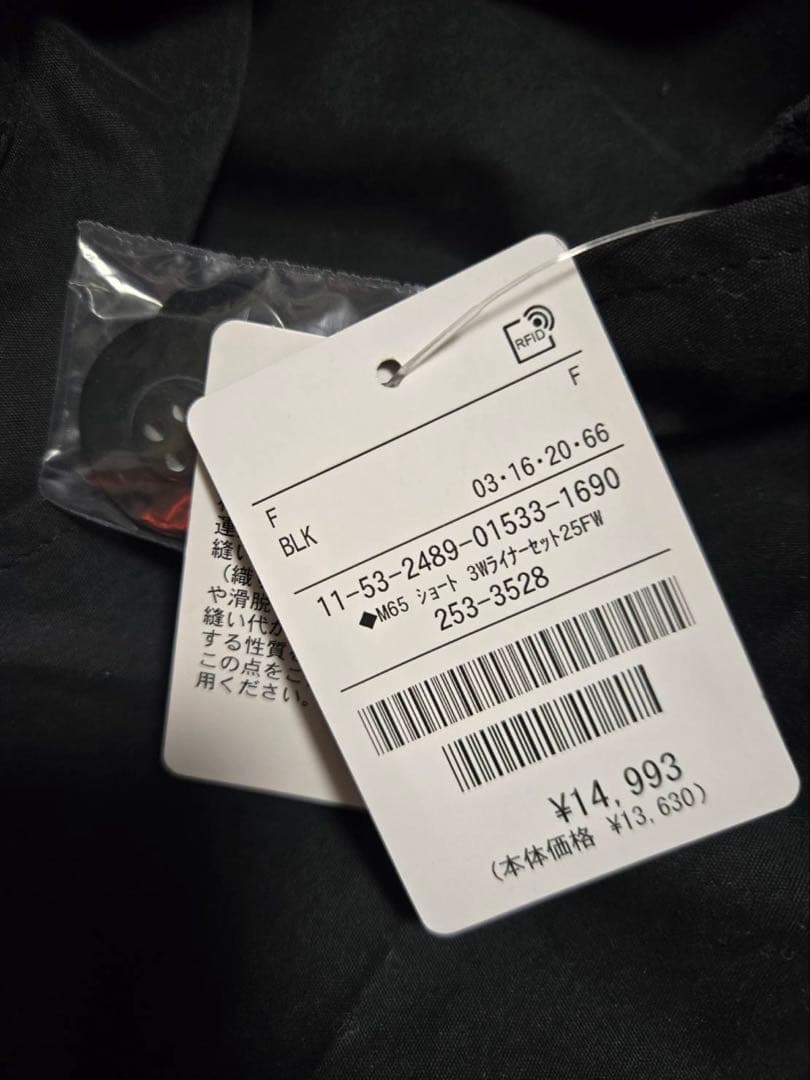 RFID
F
F
03・16・20・66
BLK
11-53-2489-01533-1690
◆M65 ショート 3Wライナーセット25FW
253-3528
¥14,993
(本体価格 ¥13,630)
縫い
(織
や滑脱
縫い代が
する性質
この点をご
用ください。